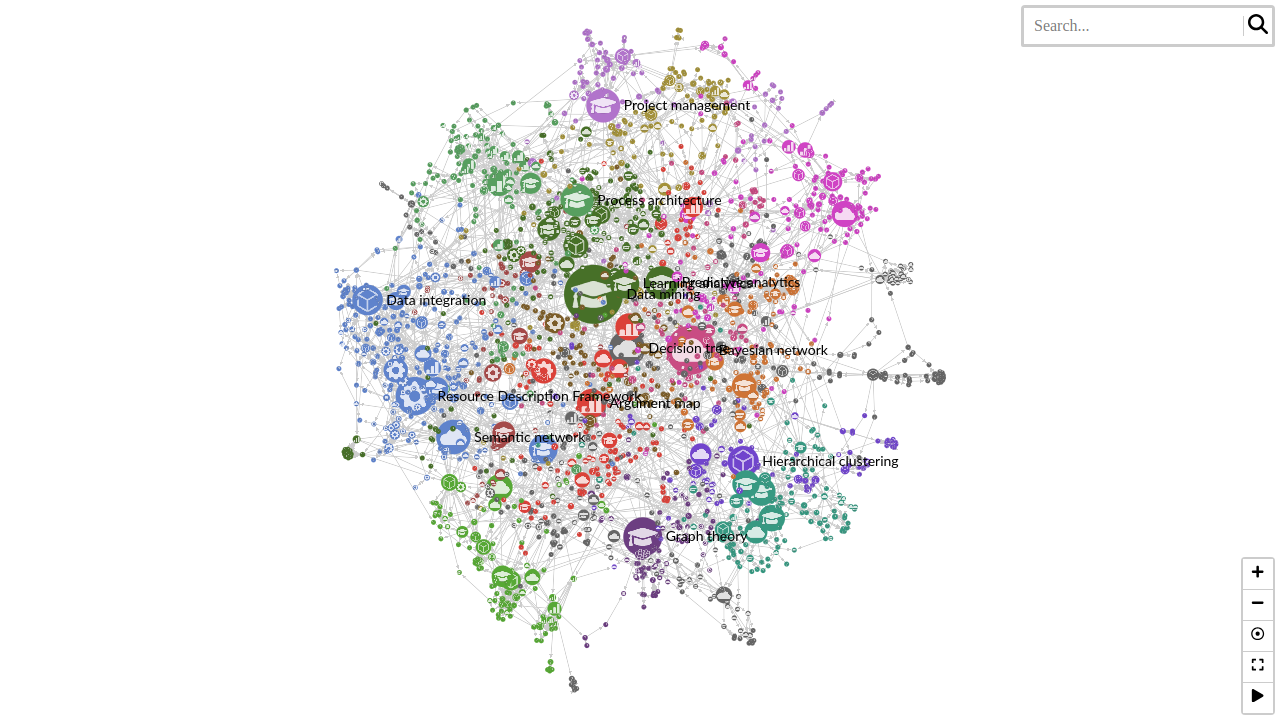 Search...
Project management
Process architecture
Learning analytics
Predictive analytics
Data mining
Data integration
Decision tree
Bayesian network
Resource Description Framework
Argument map
Semantic network
Hierarchical clustering
Graph theory